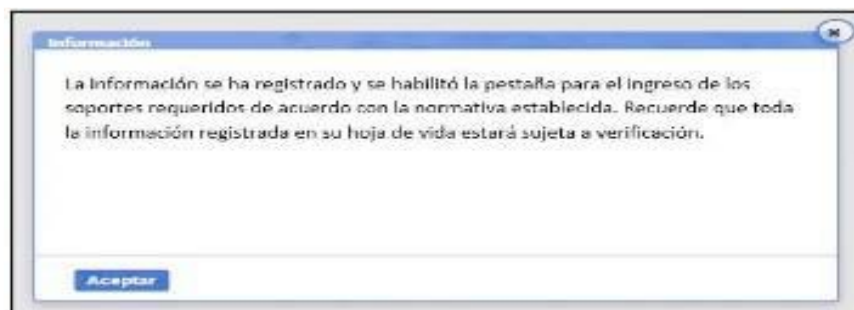 Información
La información se ha registrado y se habilitó la pestaña para el ingreso de los
soportes requeridos de acuerdo con la normativa establecida. Recuerde que toda
la información registrada en su hoja de vida estará sujeta a verificación.
Aceptar